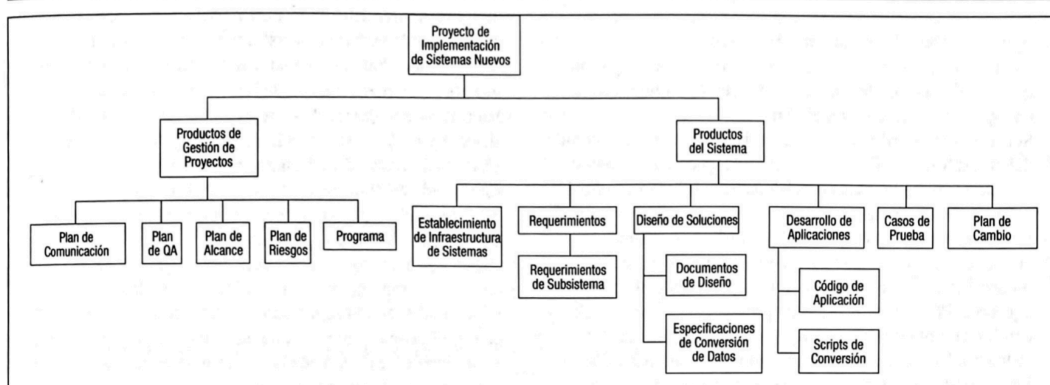 Proyecto de
Implementación
de Sistemas Nuevos
Productos de
Gestión de
Proyectos
Productos
del Sistema
Plan de
Comunicación
Plan
de QA
Plan de
Alcance
Plan de
Riesgos
Programa
Establecimiento
de Infraestructura
de Sistemas
Requerimientos
Requerimientos
de Subsistema
Diseño de Soluciones
Documentos
de Diseño
Especificaciones
de Conversión
de Datos
Desarrollo de
Aplicaciones
Código de
Aplicación
Scripts de
Conversión
Casos de
Prueba
Plan de
Cambio